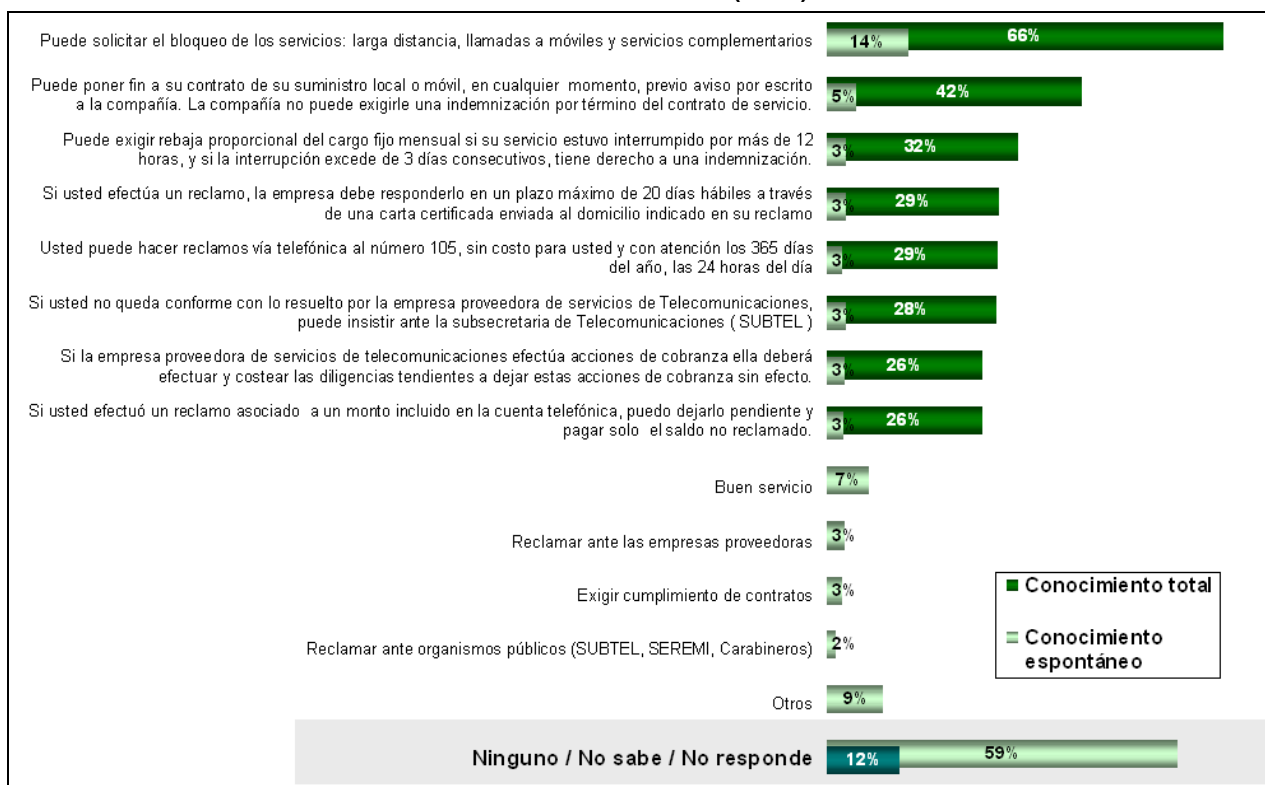 Puede solicitar el bloqueo de los servicios: larga distancia, llamadas a móviles y servicios complementarios
14% 66%
Puede poner fin a su contrato de su suministro local o móvil, en cualquier momento, previo aviso por escrito
a la compañía. La compañía no puede exigirle una indemnización por término del contrato de servicio.
5% 42%
Puede exigir rebaja proporcional del cargo fijo mensual si su servicio estuvo interrumpido por más de 12
horas, y si la interrupción excede de 3 días consecutivos, tiene derecho a una indemnización.
3% 32%
Si usted efectúa un reclamo, la empresa debe responderlo en un plazo máximo de 20 días hábiles a través
de una carta certificada enviada al domicilio indicado en su reclamo
3% 29%
Usted puede hacer reclamos vía telefónica al número 105, sin costo para usted y con atención los 365 días
del año, las 24 horas del día
3% 29%
Si usted no queda conforme con lo resuelto por la empresa proveedora de servicios de Telecomunicaciones,
puede insistir ante la subsecretaria de Telecomunicaciones ( SUBTEL )
3% 28%
Si la empresa proveedora de servicios de telecomunicaciones efectúa acciones de cobranza ella deberá
efectuar y costear las diligencias tendientes a dejar estas acciones de cobranza sin efecto.
3% 26%
Si usted efectuó un reclamo asociado a un monto incluido en la cuenta telefónica, puedo dejarlo pendiente y
pagar solo el saldo no reclamado.
3% 26%
Buen servicio 7%
Reclamar ante las empresas proveedoras 3%
Exigir cumplimiento de contratos 3%
Reclamar ante organismos públicos (SUBTEL, SEREMI, Carabineros) 2%
Otros 9%
Ninguno / No sabe / No responde 12% 59%
Conocimiento total
Conocimiento
espontáneo